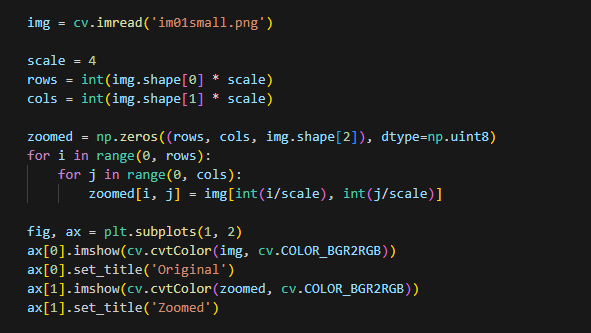 img = cv.imread('im01small.png')
scale = 4
rows = int(img.shape[0] * scale)
cols = int(img.shape[1] * scale)
zoomed = np.zeros((rows, cols, img.shape[2]), dtype=np.uint8)
for i in range(0, rows):
    for j in range(0, cols):
        zoomed[i, j] = img[int(i/scale), int(j/scale)]
fig, ax = plt.subplots(1, 2)
ax[0].imshow(cv.cvtColor(img, cv.COLOR_BGR2RGB))
ax[0].set_title('Original')
ax[1].imshow(cv.cvtColor(zoomed, cv.COLOR_BGR2RGB))
ax[1].set_title('Zoomed')